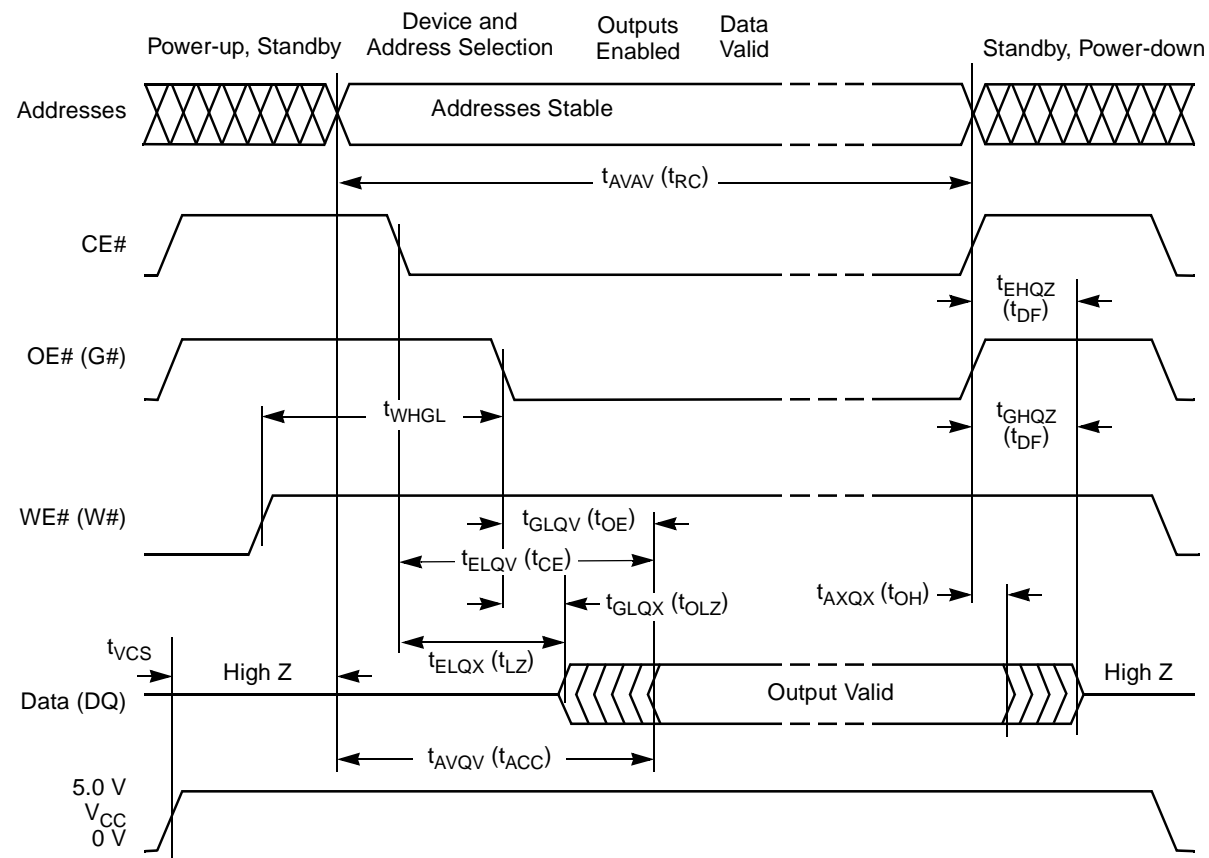 Power-up, Standby
Device and
Address Selection
Outputs
Enabled
Data
Valid
Standby, Power-down
Addresses
Addresses Stable
tAVAV (tRC)
CE#
tEHQZ
(tDF)
OE# (G#)
tWHGL
tGHQZ
(tDF)
WE# (W#)
tGLQV (tOE)
tELQV (tCE)
tGLQX (tOLZ)
tAXQX (tOH)
tVCS
tELQX (tLZ)
High Z
Output Valid
High Z
Data (DQ)
tAVQV (tACC)
5.0 V
VCC
0 V